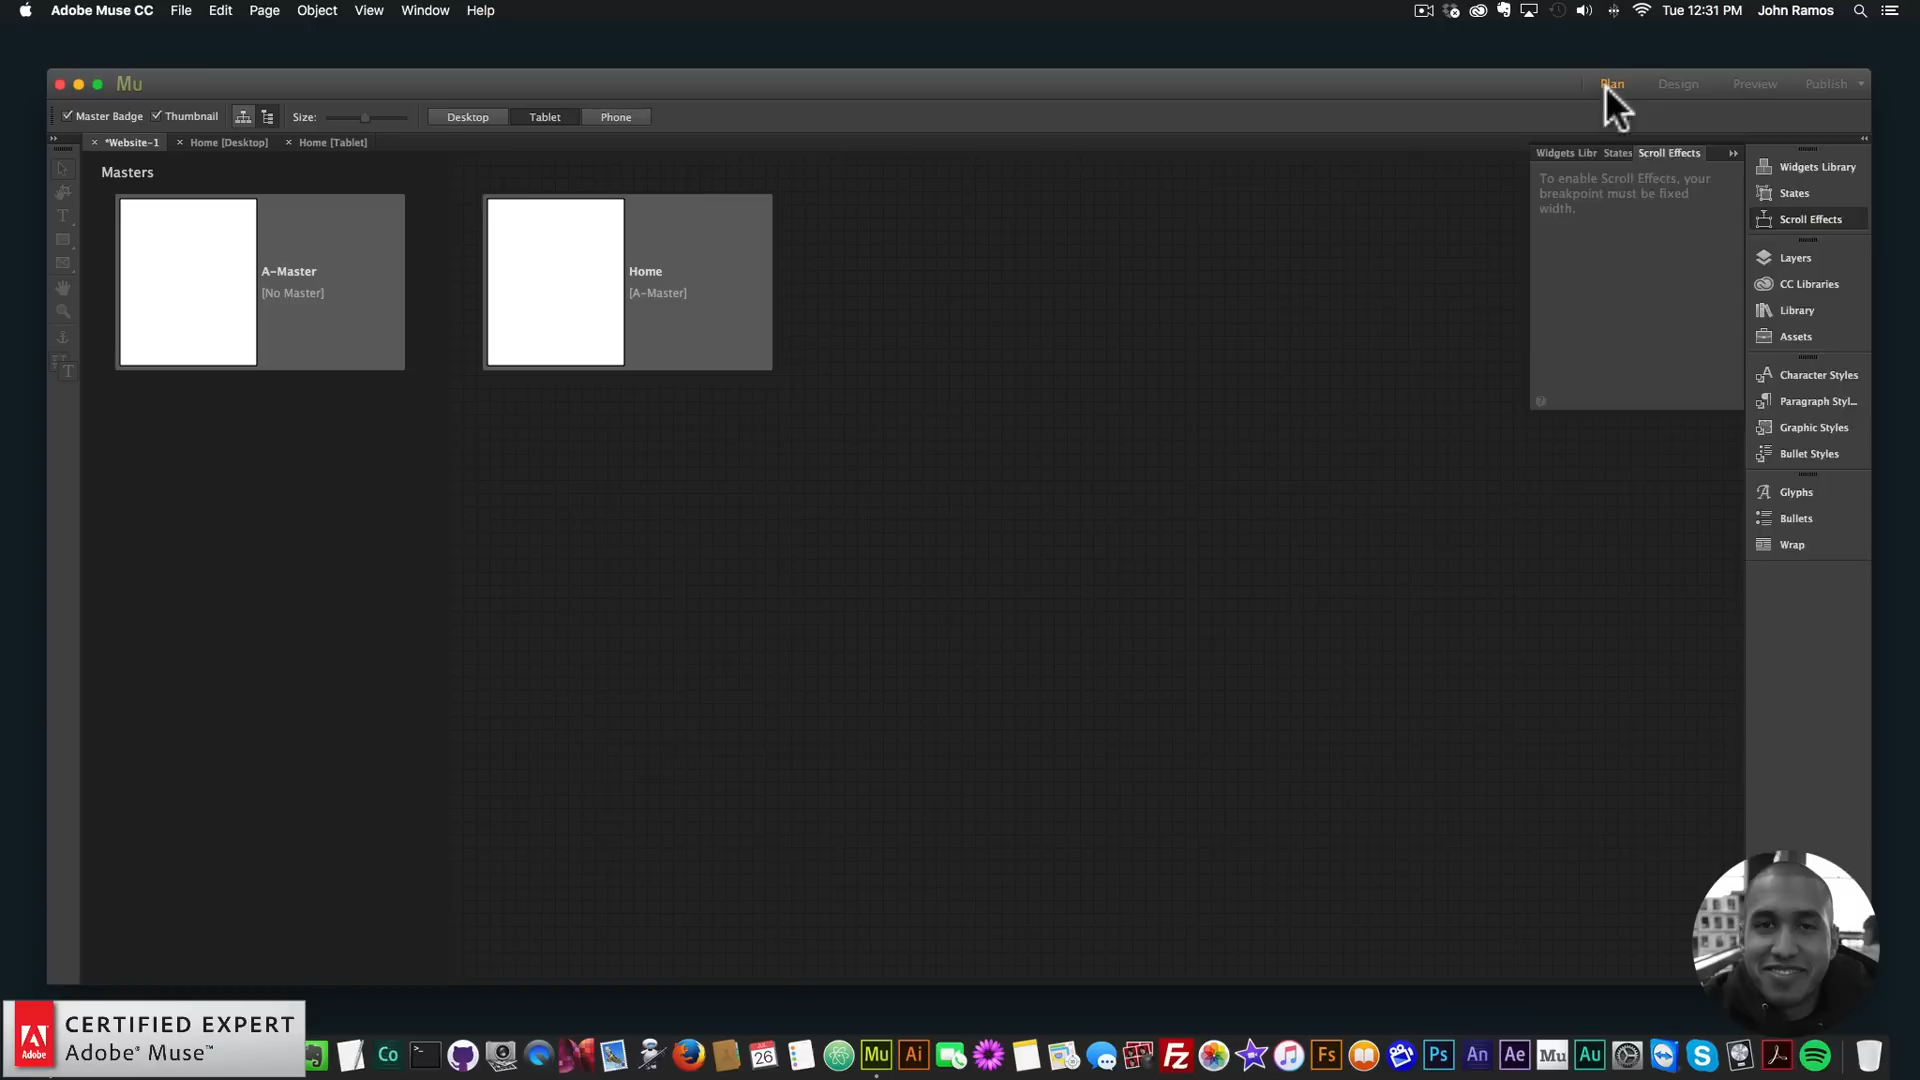 Adobe Muse CC File Edit Page Object View Window Help Tue 12:31 PM John Ramos
Mu Plan Design Preview Publish
Master Badge Thumbnail Size: Desktop Tablet Phone
*Website-1 Home [Desktop] Home [Tablet]
Masters
A-Master
[No Master]
Home
[A-Master]
Widgets Libr States Scroll Effects
To enable Scroll Effects, your
breakpoint must be fixed
width.
Widgets Library
States
Scroll Effects
Layers
CC Libraries
Library
Assets
Character Styles
Paragraph Styl...
Graphic Styles
Bullet Styles
Glyphs
Bullets
Wrap
CERTIFIED EXPERT
Adobe® Muse™
Adobe
Co JUL 26 Mu Ai Fs Ps An Ae Mu Au